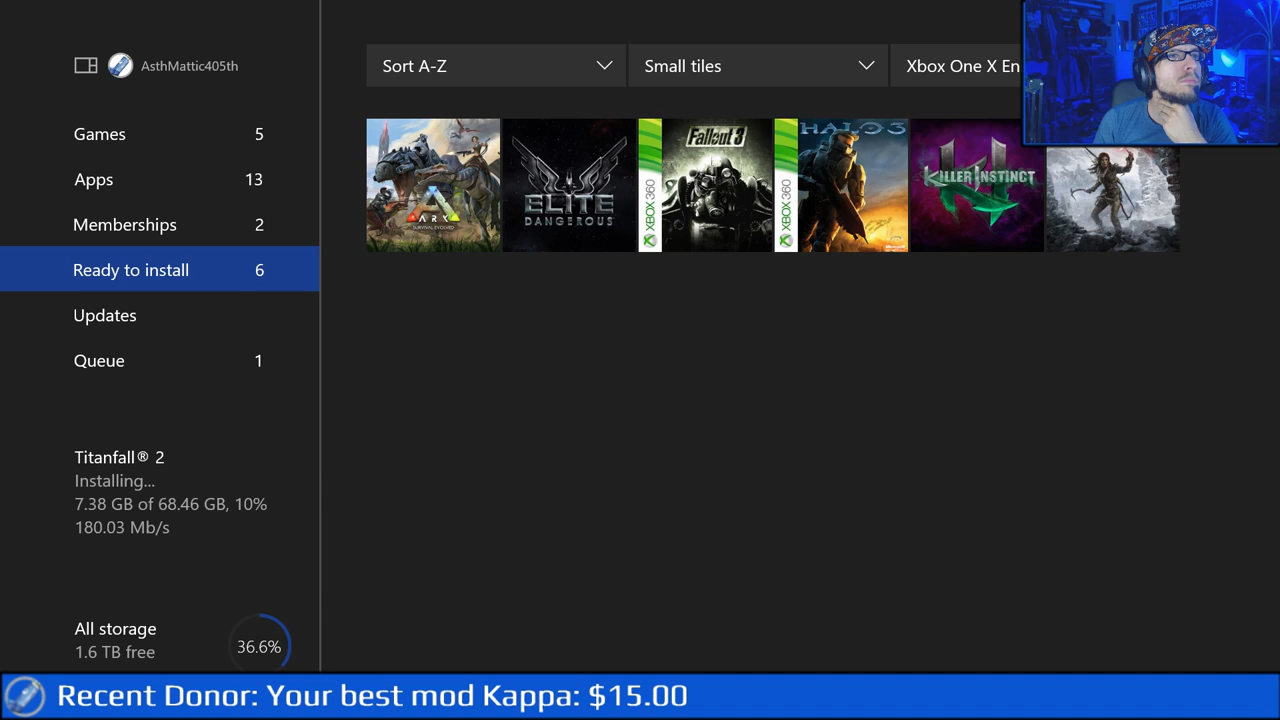 AsthMattic405th
Games 5
Apps 13
Memberships 2
Ready to install 6
Updates
Queue 1
Titanfall® 2
Installing...
7.38 GB of 68.46 GB, 10%
180.03 Mb/s
All storage
1.6 TB free
36.6%
Sort A-Z
Small tiles
Xbox One X En
ARK
SURVIVAL EVOLVED
ELITE
DANGEROUS
XBOX 360
Fallout 3
XBOX 360
HALO 3
KILLER INSTINCT
Recent Donor: Your best mod Kappa: $15.00